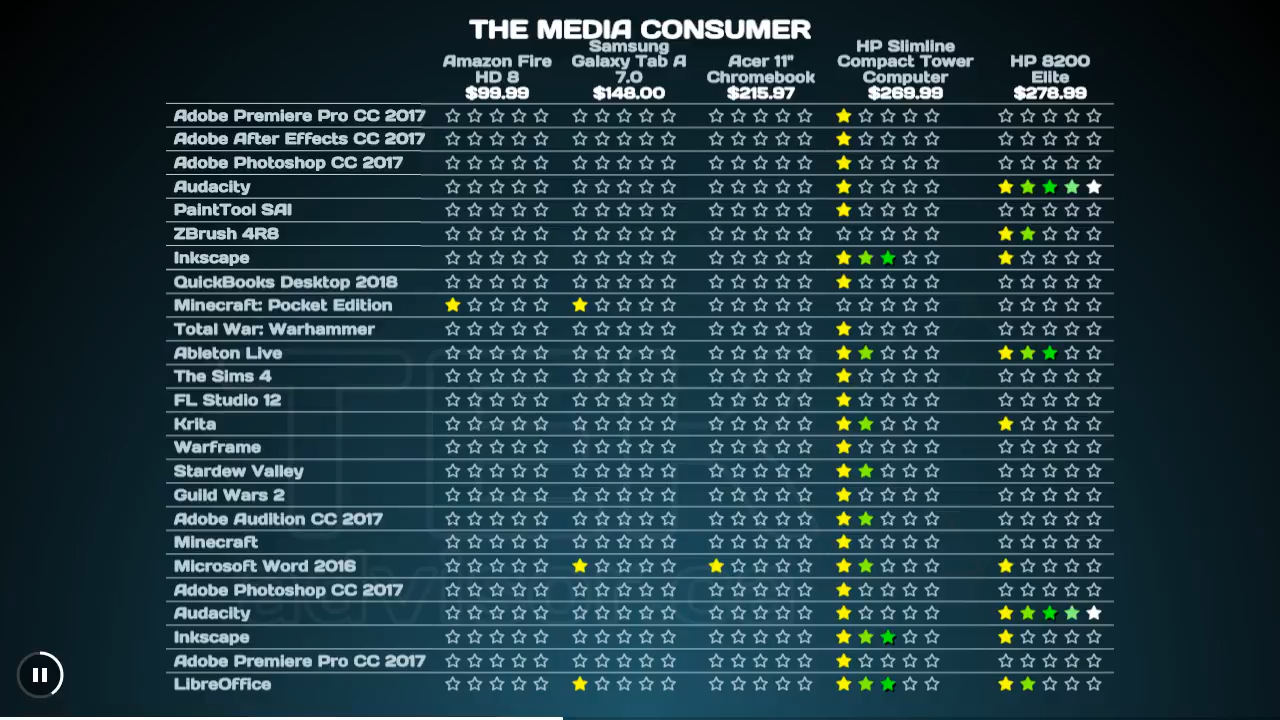 THE MEDIA CONSUMER
Amazon Fire HD 8 $99.99
Samsung Galaxy Tab A 7.0 $148.00
Acer 11" Chromebook $215.97
HP Slimline Compact Tower Computer $269.99
HP 8200 Elite $278.99
Adobe Premiere Pro CC 2017
Adobe After Effects CC 2017
Adobe Photoshop CC 2017
Audacity
PaintTool SAI
ZBrush 4R8
Inkscape
QuickBooks Desktop 2018
Minecraft: Pocket Edition
Total War: Warhammer
Ableton Live
The Sims 4
FL Studio 12
Krita
Warframe
Stardew Valley
Guild Wars 2
Adobe Audition CC 2017
Minecraft
Microsoft Word 2016
Adobe Photoshop CC 2017
Audacity
Inkscape
Adobe Premiere Pro CC 2017
LibreOffice